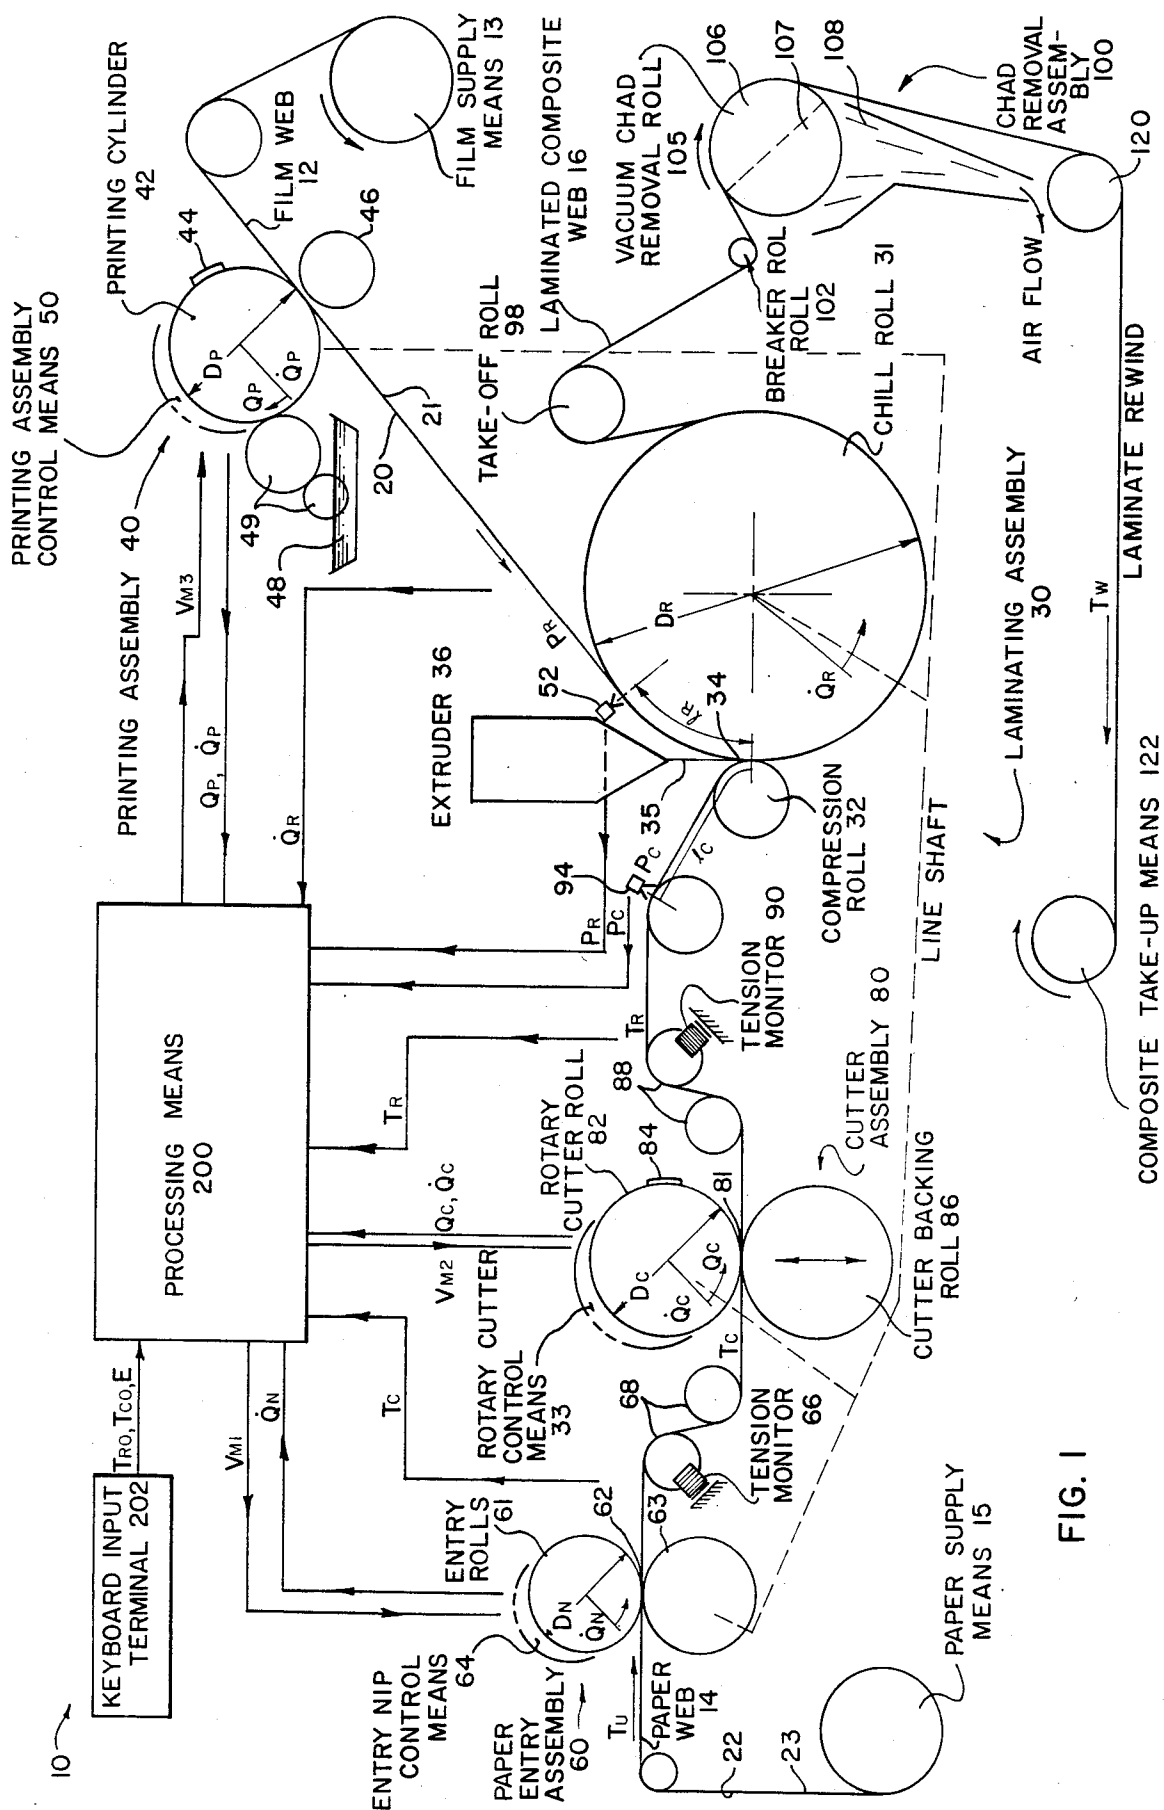 10
KEYBOARD INPUT
TERMINAL 202
TRO, TCO, E
PROCESSING MEANS
200
VM1
Q̇N
TC
VM2
QC, Q̇C
TR
PR
PC
Q̇R
QP, Q̇P
VM3
PRINTING ASSEMBLY
CONTROL MEANS 50
PRINTING ASSEMBLY 40
PRINTING CYLINDER
42
44
DP
QP
Q̇P
46
49
48
20
21
FILM WEB
12
FILM SUPPLY
MEANS 13
ENTRY NIP
CONTROL
MEANS
64
PAPER
ENTRY
ASSEMBLY
60
ENTRY
ROLLS
61
DN
Q̇N
62
63
TU
PAPER
WEB
14
22
23
PAPER SUPPLY
MEANS 15
TENSION
MONITOR
66
68
TC
ROTARY CUTTER
CONTROL
MEANS
33
ROTARY
CUTTER ROLL
82
84
DC
Q̇C
QC
81
CUTTER
ASSEMBLY 80
CUTTER BACKING
ROLL 86
88
TR
TENSION
MONITOR 90
94
PC
ℓC
EXTRUDER 36
35
52
PR
ℓR
34
COMPRESSION
ROLL 32
DR
Q̇R
CHILL ROLL 31
LINE SHAFT
LAMINATING ASSEMBLY
30
TAKE-OFF ROLL
98
LAMINATED COMPOSITE
WEB 16
BREAKER ROL
ROLL
102
VACUUM CHAD
REMOVAL ROLL
105
106
107
108
CHAD
REMOVAL
ASSEM-
BLY
100
AIR FLOW
120
LAMINATE REWIND
TW
COMPOSITE TAKE-UP MEANS 122
FIG. 1